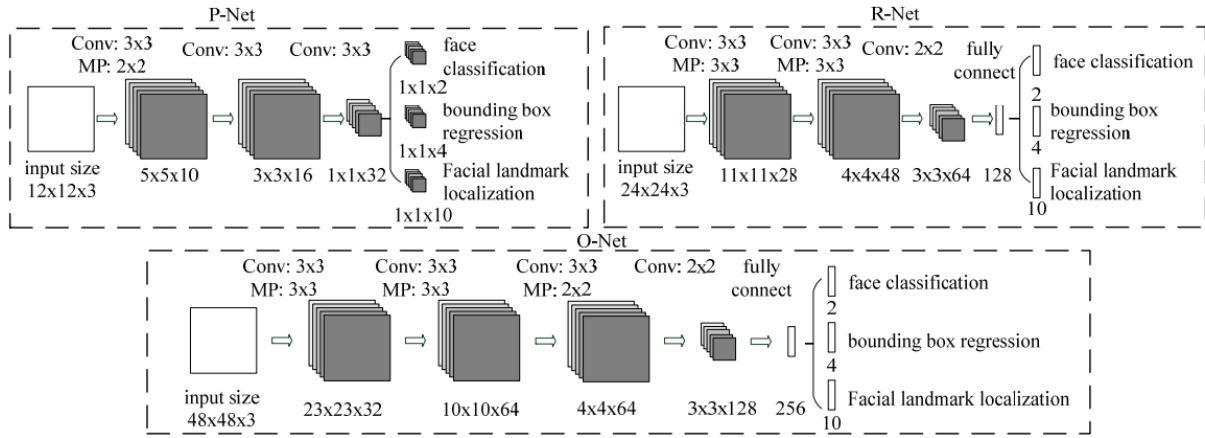 P-Net
Conv: 3x3
MP: 2x2
Conv: 3x3
Conv: 3x3
face
classification
1x1x2
bounding box
regression
1x1x4
Facial landmark
localization
1x1x10
input size
12x12x3
5x5x10
3x3x16
1x1x32
R-Net
Conv: 3x3
MP: 3x3
Conv: 3x3
MP: 3x3
Conv: 2x2
fully
connect
face classification
2
bounding box
regression
4
Facial landmark
localization
10
input size
24x24x3
11x11x28
4x4x48
3x3x64
128
O-Net
Conv: 3x3
MP: 3x3
Conv: 3x3
MP: 3x3
Conv: 3x3
MP: 2x2
Conv: 2x2
fully
connect
face classification
2
bounding box regression
4
Facial landmark localization
10
input size
48x48x3
23x23x32
10x10x64
4x4x64
3x3x128
256